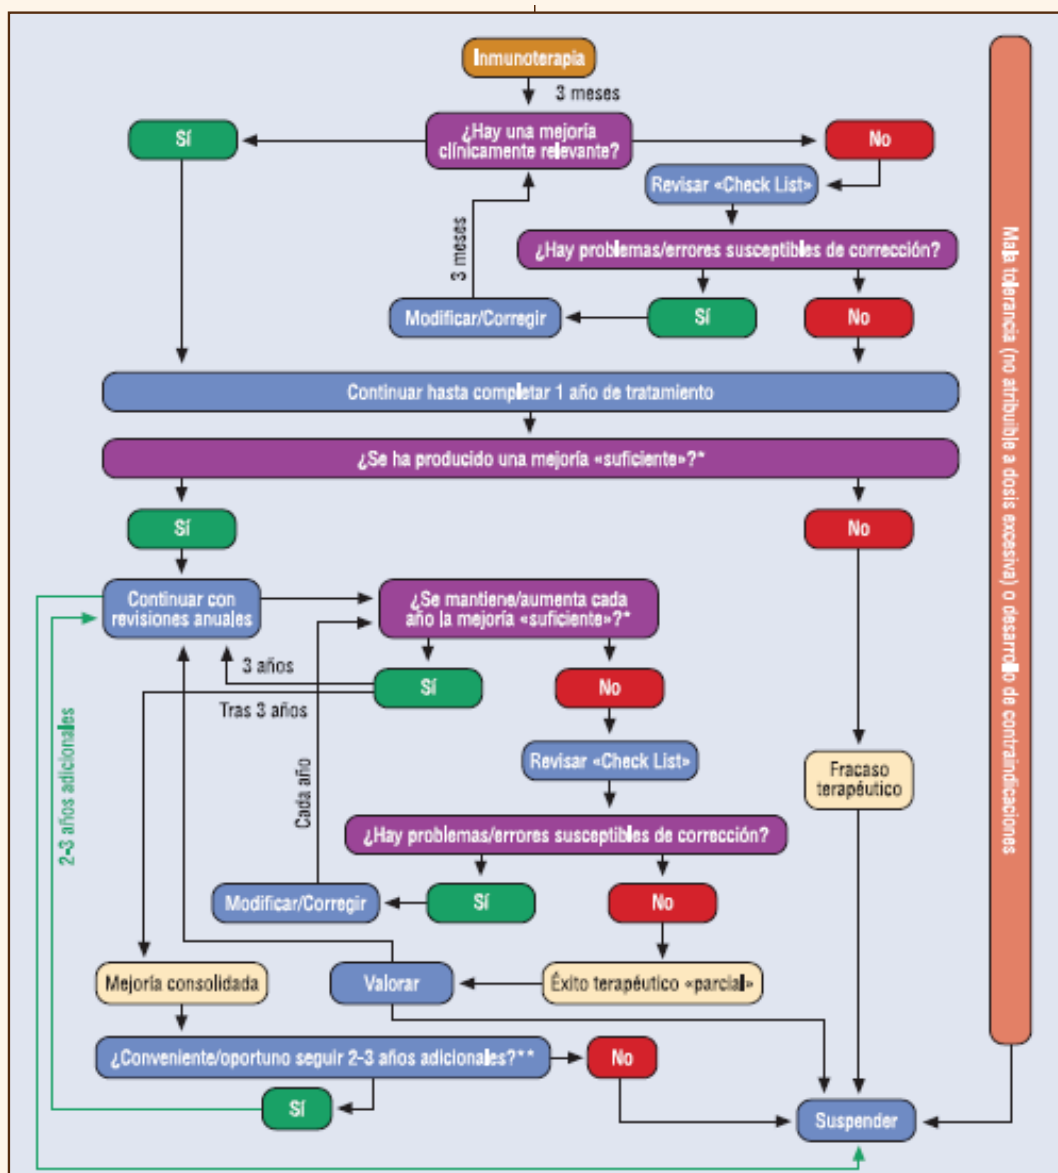 Inmunoterapia
3 meses
Sí
¿Hay una mejoría
clínicamente relevante?
No
Revisar «Check List»
3 meses
¿Hay problemas/errores susceptibles de corrección?
Modificar/Corregir
Sí
No
Continuar hasta completar 1 año de tratamiento
¿Se ha producido una mejoría «suficiente»?*
Sí
No
Continuar con
revisiones anuales
¿Se mantiene/aumenta cada
año la mejoría «suficiente»?*
3 años
Sí
No
Tras 3 años
2-3 años adicionales
Cada año
Revisar «Check List»
Fracaso
terapéutico
¿Hay problemas/errores susceptibles de corrección?
Modificar/Corregir
Sí
No
Mejoría consolidada
Valorar
Éxito terapéutico «parcial»
¿Conveniente/oportuno seguir 2-3 años adicionales?**
No
Sí
Suspender
Mala tolerancia (no atribuible a dosis excesiva) o desarrollo de contraindicaciones